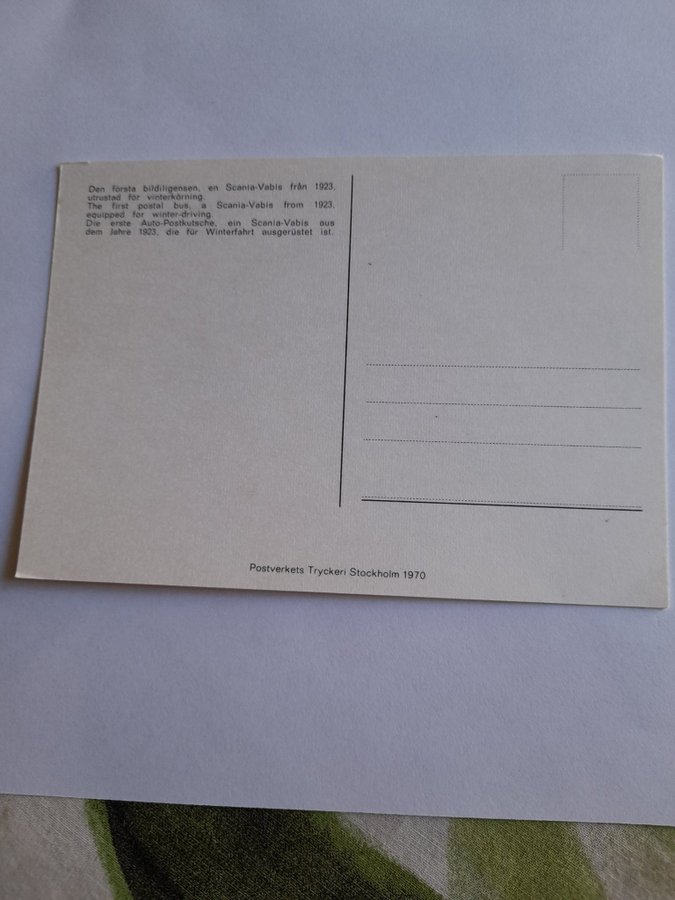 Den första bildiligensen, en Scania-Vabis från 1923,
utrustad för vinterkörning.
The first postal bus, a Scania-Vabis from 1923,
equipped for winter-driving.
Die erste Auto-Postkutsche, ein Scania-Vabis aus
dem Jahre 1923, die für Winterfahrt ausgerüstet ist.
Postverkets Tryckeri Stockholm 1970